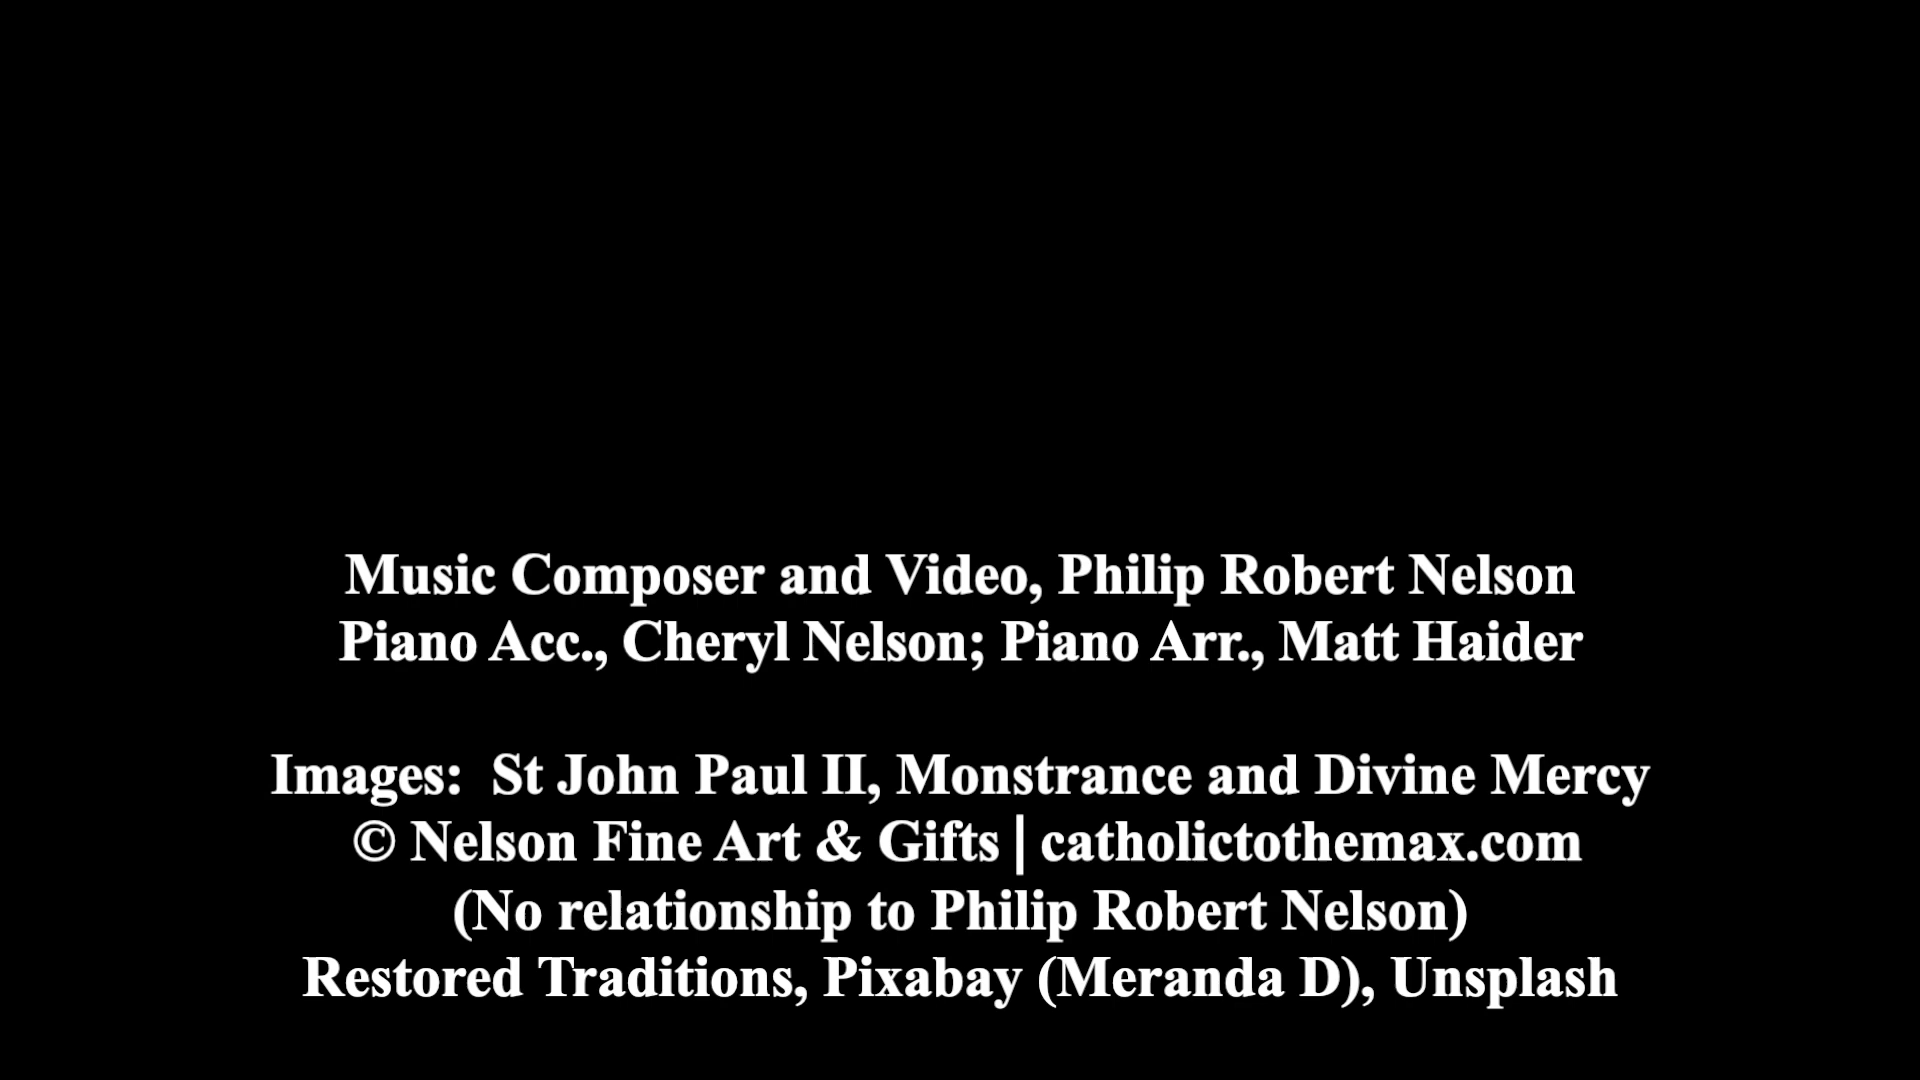 Music Composer and Video, Philip Robert Nelson
Piano Acc., Cheryl Nelson; Piano Arr., Matt Haider
Images:  St John Paul II, Monstrance and Divine Mercy
© Nelson Fine Art & Gifts | catholictothemax.com
(No relationship to Philip Robert Nelson)
Restored Traditions, Pixabay (Meranda D), Unsplash